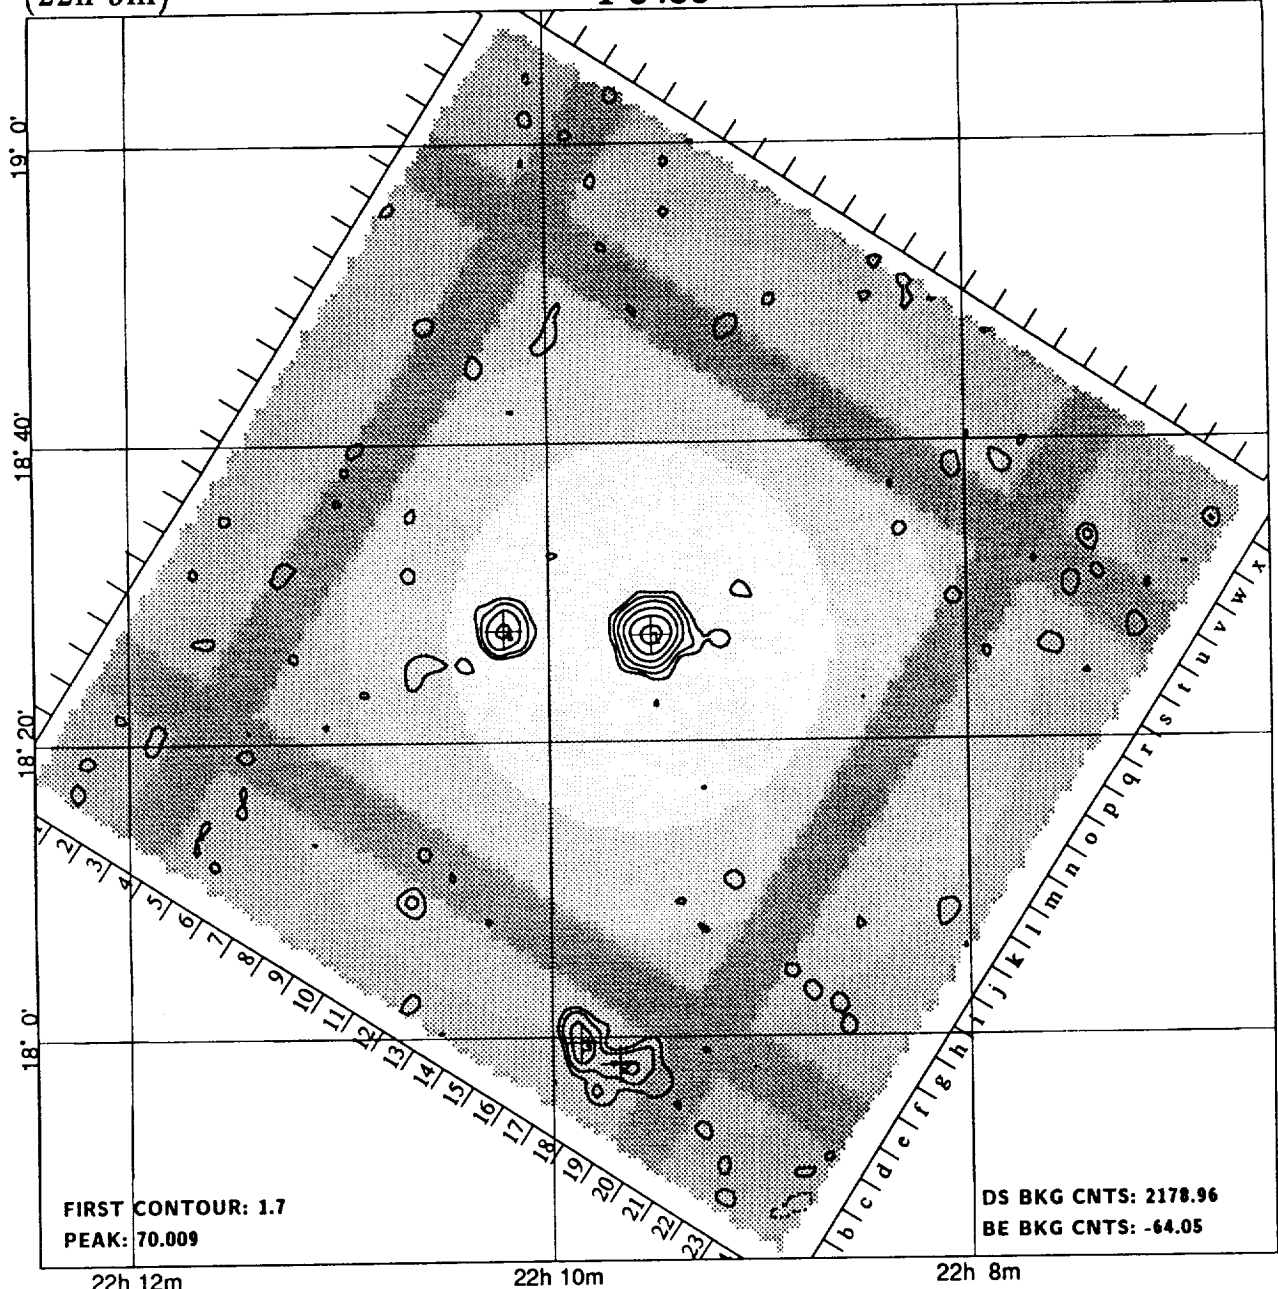 (22h 9m)
19° 0'
18° 40'
18° 20'
18° 0'
x
w
v
u
t
s
r
q
p
o
n
m
l
k
j
i
h
g
f
e
d
c
b
2
3
4
5
6
7
8
9
10
11
12
13
14
15
16
17
18
19
20
21
22
23
FIRST CONTOUR: 1.7
PEAK: 70.009
DS BKG CNTS: 2178.96
BE BKG CNTS: -64.05
22h 12m
22h 10m
22h 8m